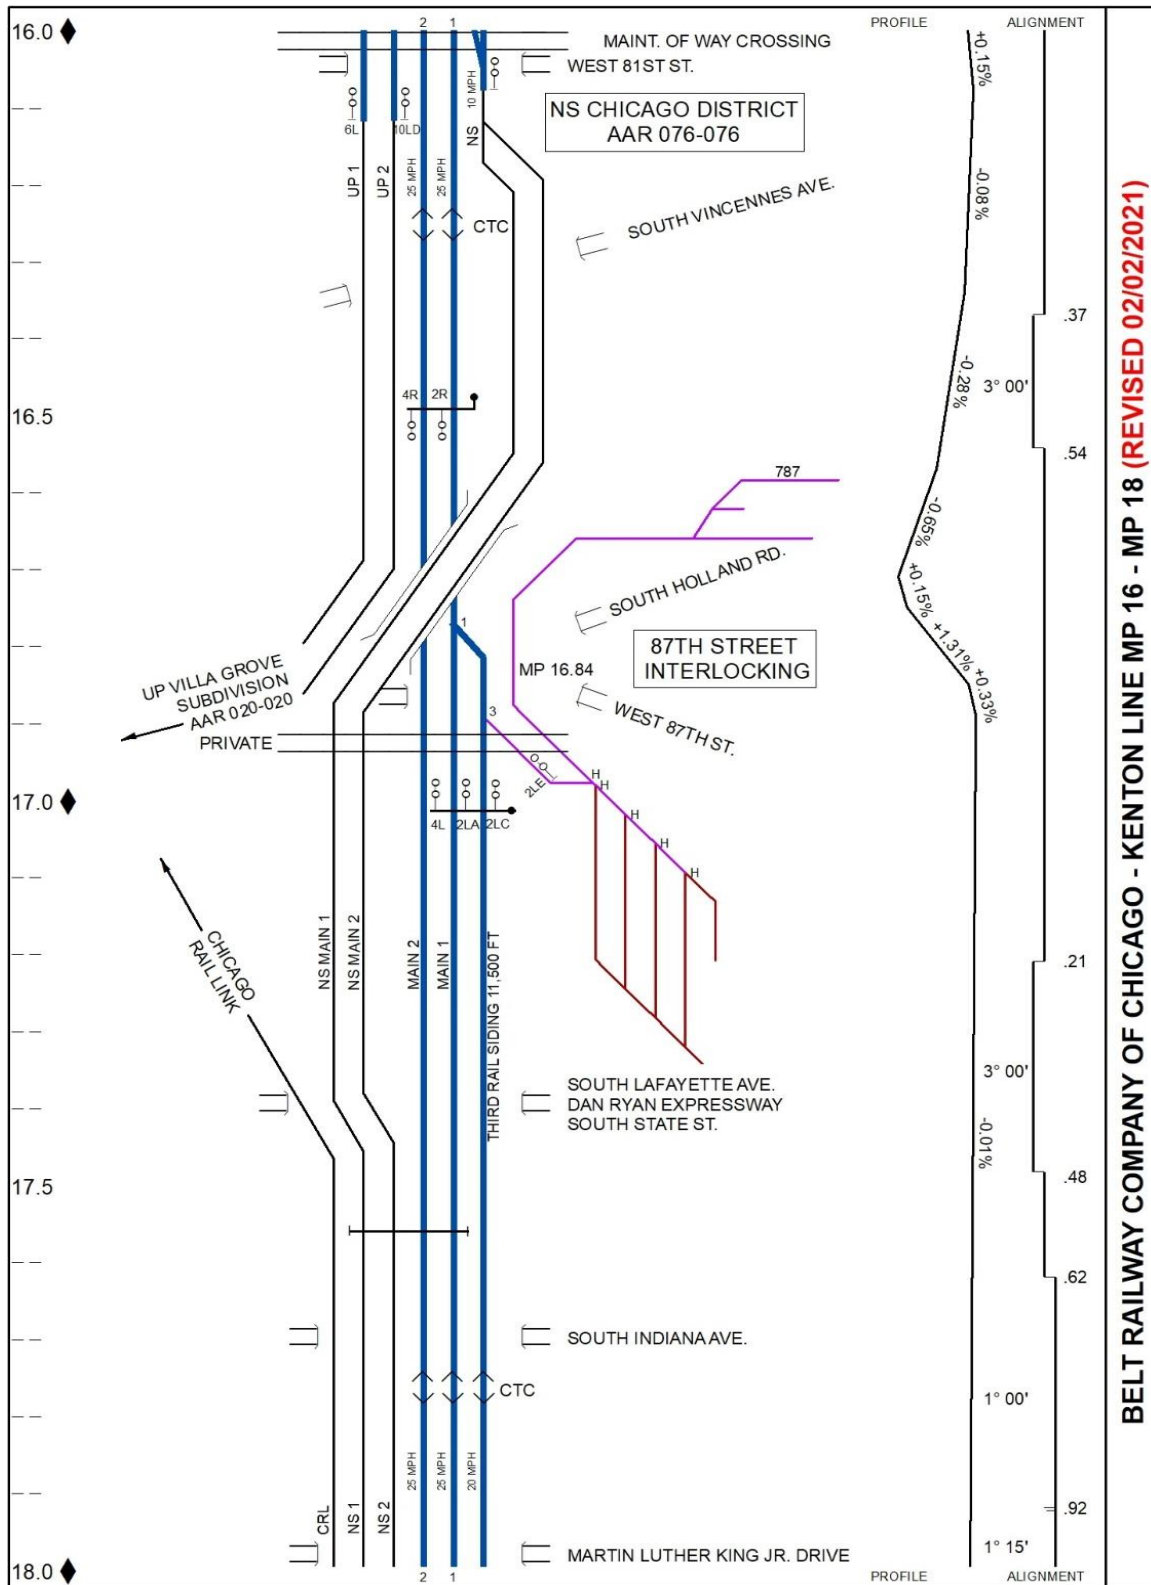 PROFILE
ALIGNMENT
16.0
2
1
MAINT. OF WAY CROSSING
WEST 81ST ST.
+0.15%
10 MPH
6L
10LD
NS CHICAGO DISTRICT
AAR 076-076
NS
UP 1
UP 2
25 MPH
25 MPH
CTC
SOUTH VINCENNES AVE.
-0.08%
.37
4R
2R
-0.28%
3° 00'
16.5
.54
787
-0.65%
SOUTH HOLLAND RD.
+0.15%
1
87TH STREET
INTERLOCKING
+1.31%
MP 16.84
+0.33%
UP VILLA GROVE
SUBDIVISION
AAR 020-020
3
WEST 87TH ST.
PRIVATE
2LE
H
H
17.0
4L
2LA
2LC
H
H
H
CHICAGO
RAIL LINK
NS MAIN 1
NS MAIN 2
MAIN 2
MAIN 1
THIRD RAIL SIDING 11,500 FT
.21
3° 00'
SOUTH LAFAYETTE AVE.
DAN RYAN EXPRESSWAY
SOUTH STATE ST.
-0.01%
17.5
.48
.62
SOUTH INDIANA AVE.
CTC
1° 00'
25 MPH
25 MPH
20 MPH
CRL
NS 1
NS 2
.92
MARTIN LUTHER KING JR. DRIVE
1° 15'
18.0
2
1
PROFILE
ALIGNMENT
BELT RAILWAY COMPANY OF CHICAGO - KENTON LINE MP 16 - MP 18 (REVISED 02/02/2021)